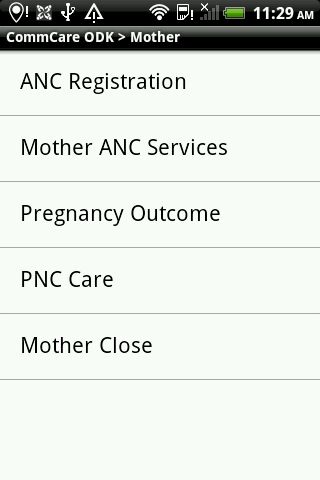 11:29 AM
CommCare ODK > Mother
ANC Registration
Mother ANC Services
Pregnancy Outcome
PNC Care
Mother Close